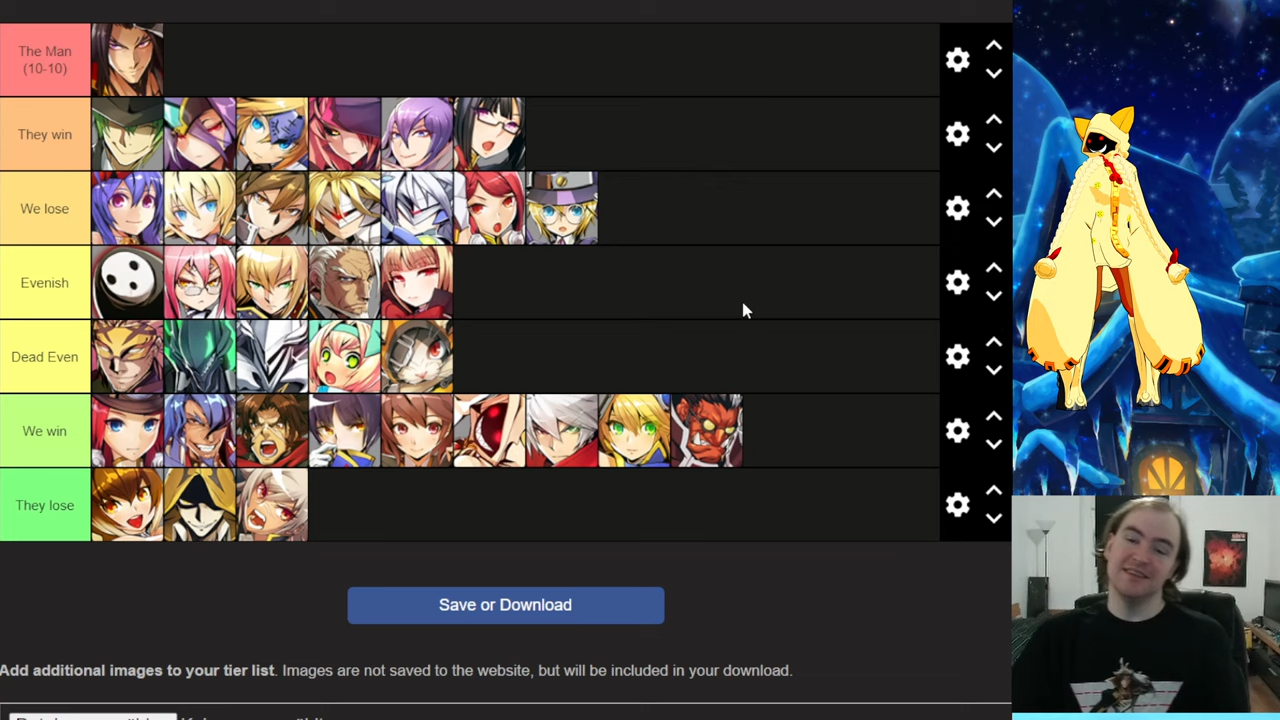 The Man
(10-10)
They win
We lose
Evenish
Dead Even
We win
They lose
Save or Download
Add additional images to your tier list. Images are not saved to the website, but will be included in your download.